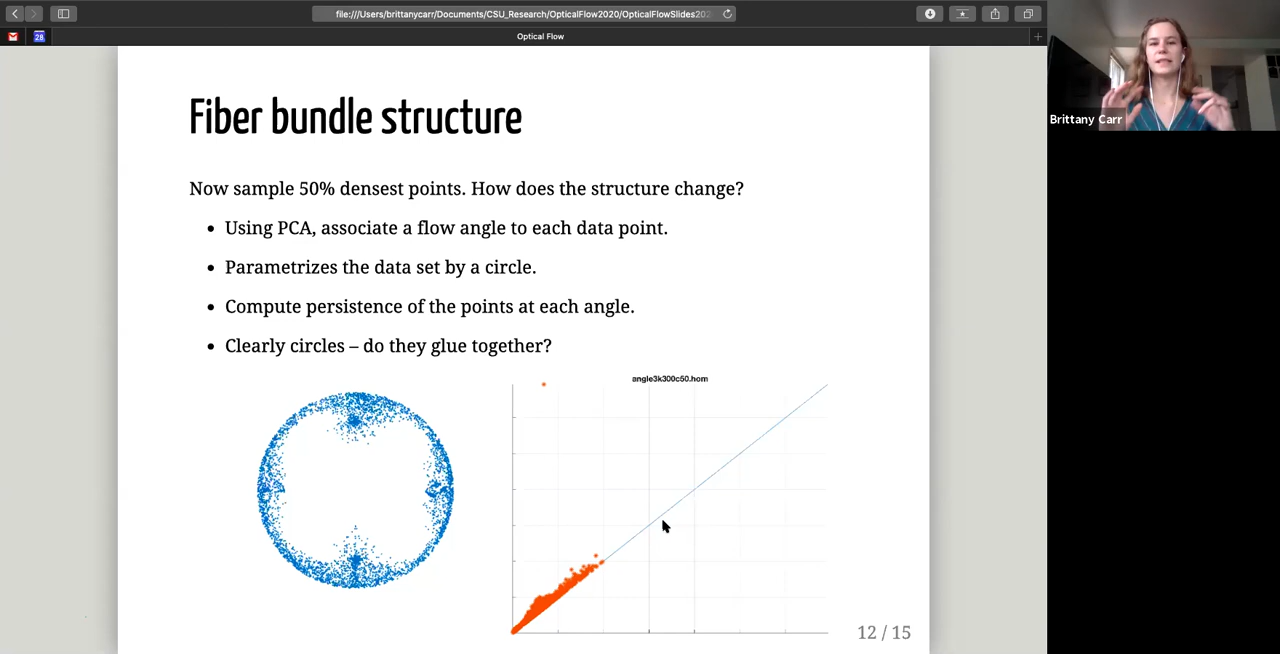 file:///Users/brittanycarr/Documents/CSU_Research/OpticalFlow2020/OpticalFlowSlides202
28
Optical Flow
Brittany Carr
Fiber bundle structure
Now sample 50% densest points. How does the structure change?
• Using PCA, associate a flow angle to each data point.
• Parametrizes the data set by a circle.
• Compute persistence of the points at each angle.
• Clearly circles – do they glue together?
angle3k300c50.hom
12 / 15